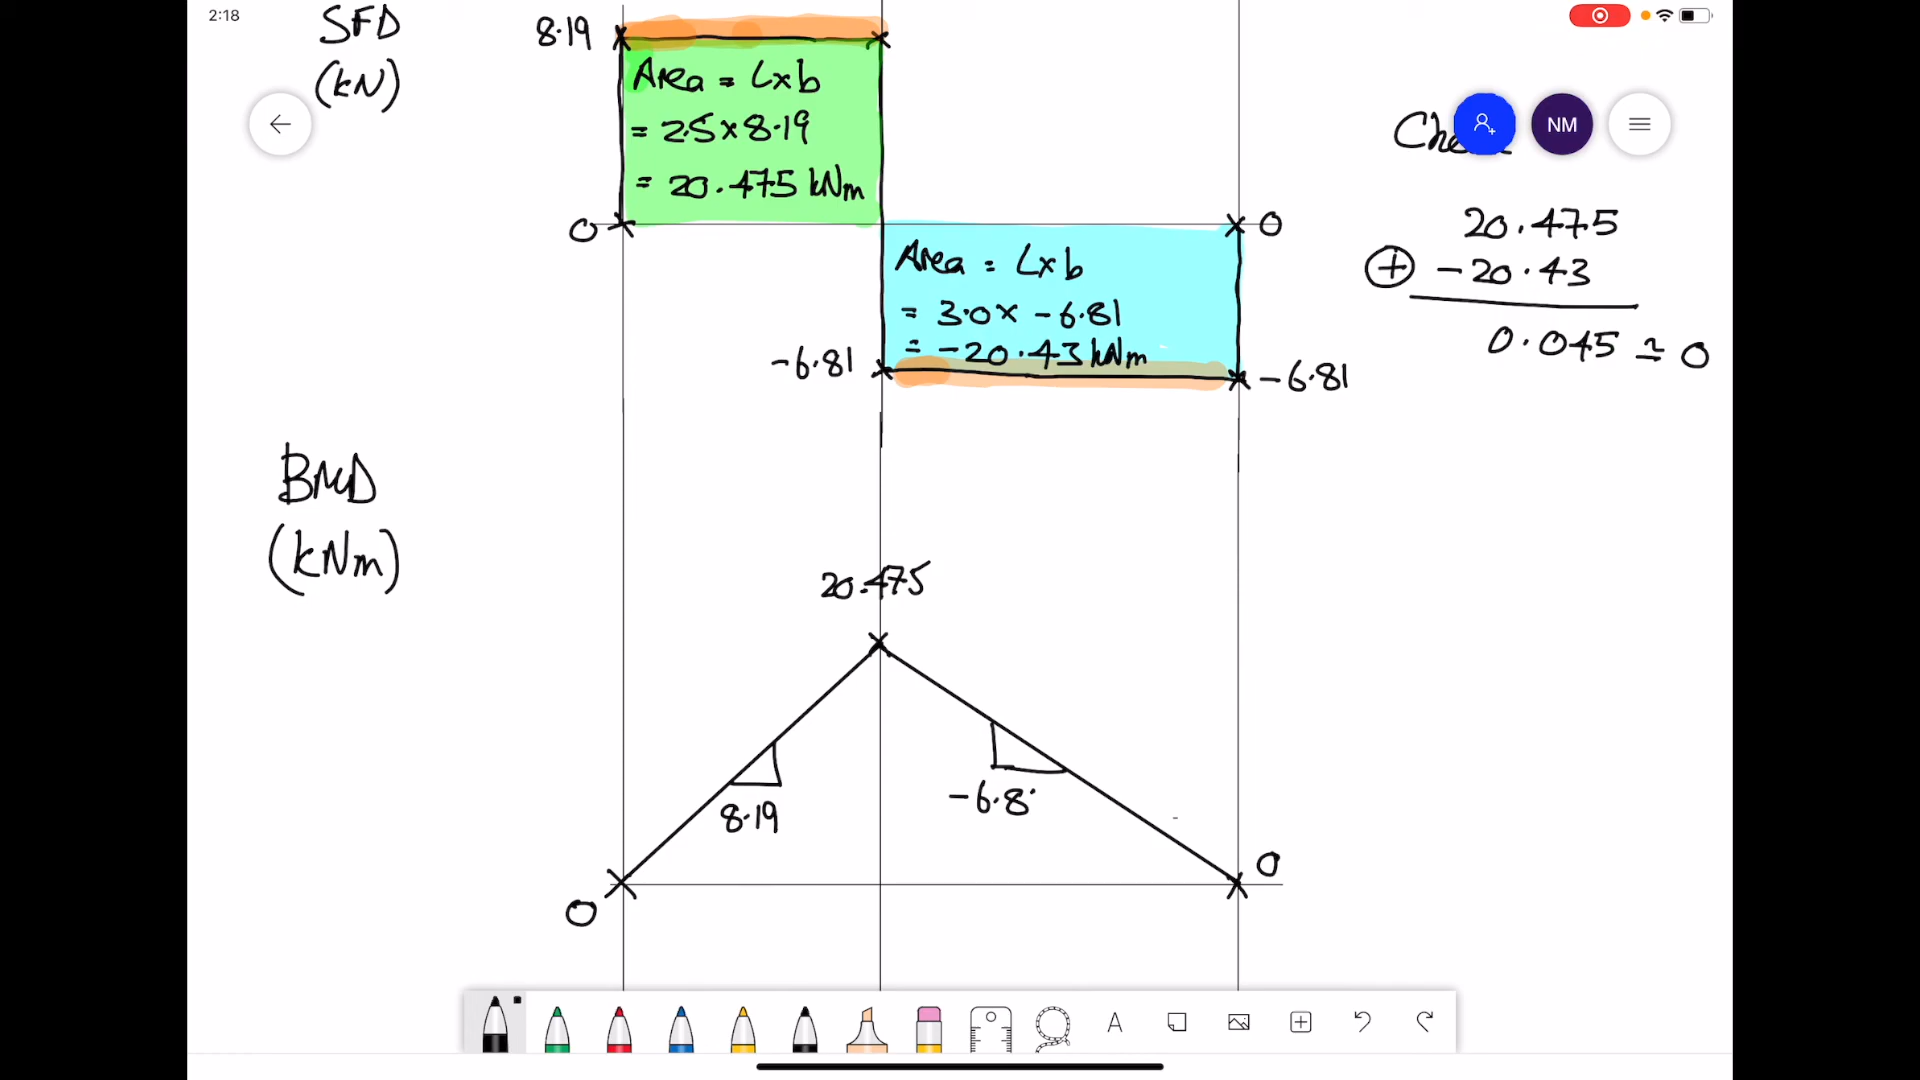 2:18
SFD
(kN)
8.19
Area = L x b
= 2.5 x 8.19
= 20.475 kNm
0
0
Area = L x b
= 3.0 x -6.81
= -20.43 kNm
-6.81
-6.81
NM
20.475
+ -20.43
0.045 ≃ 0
BMD
(kNm)
20.475
8.19
-6.8
0
0
A